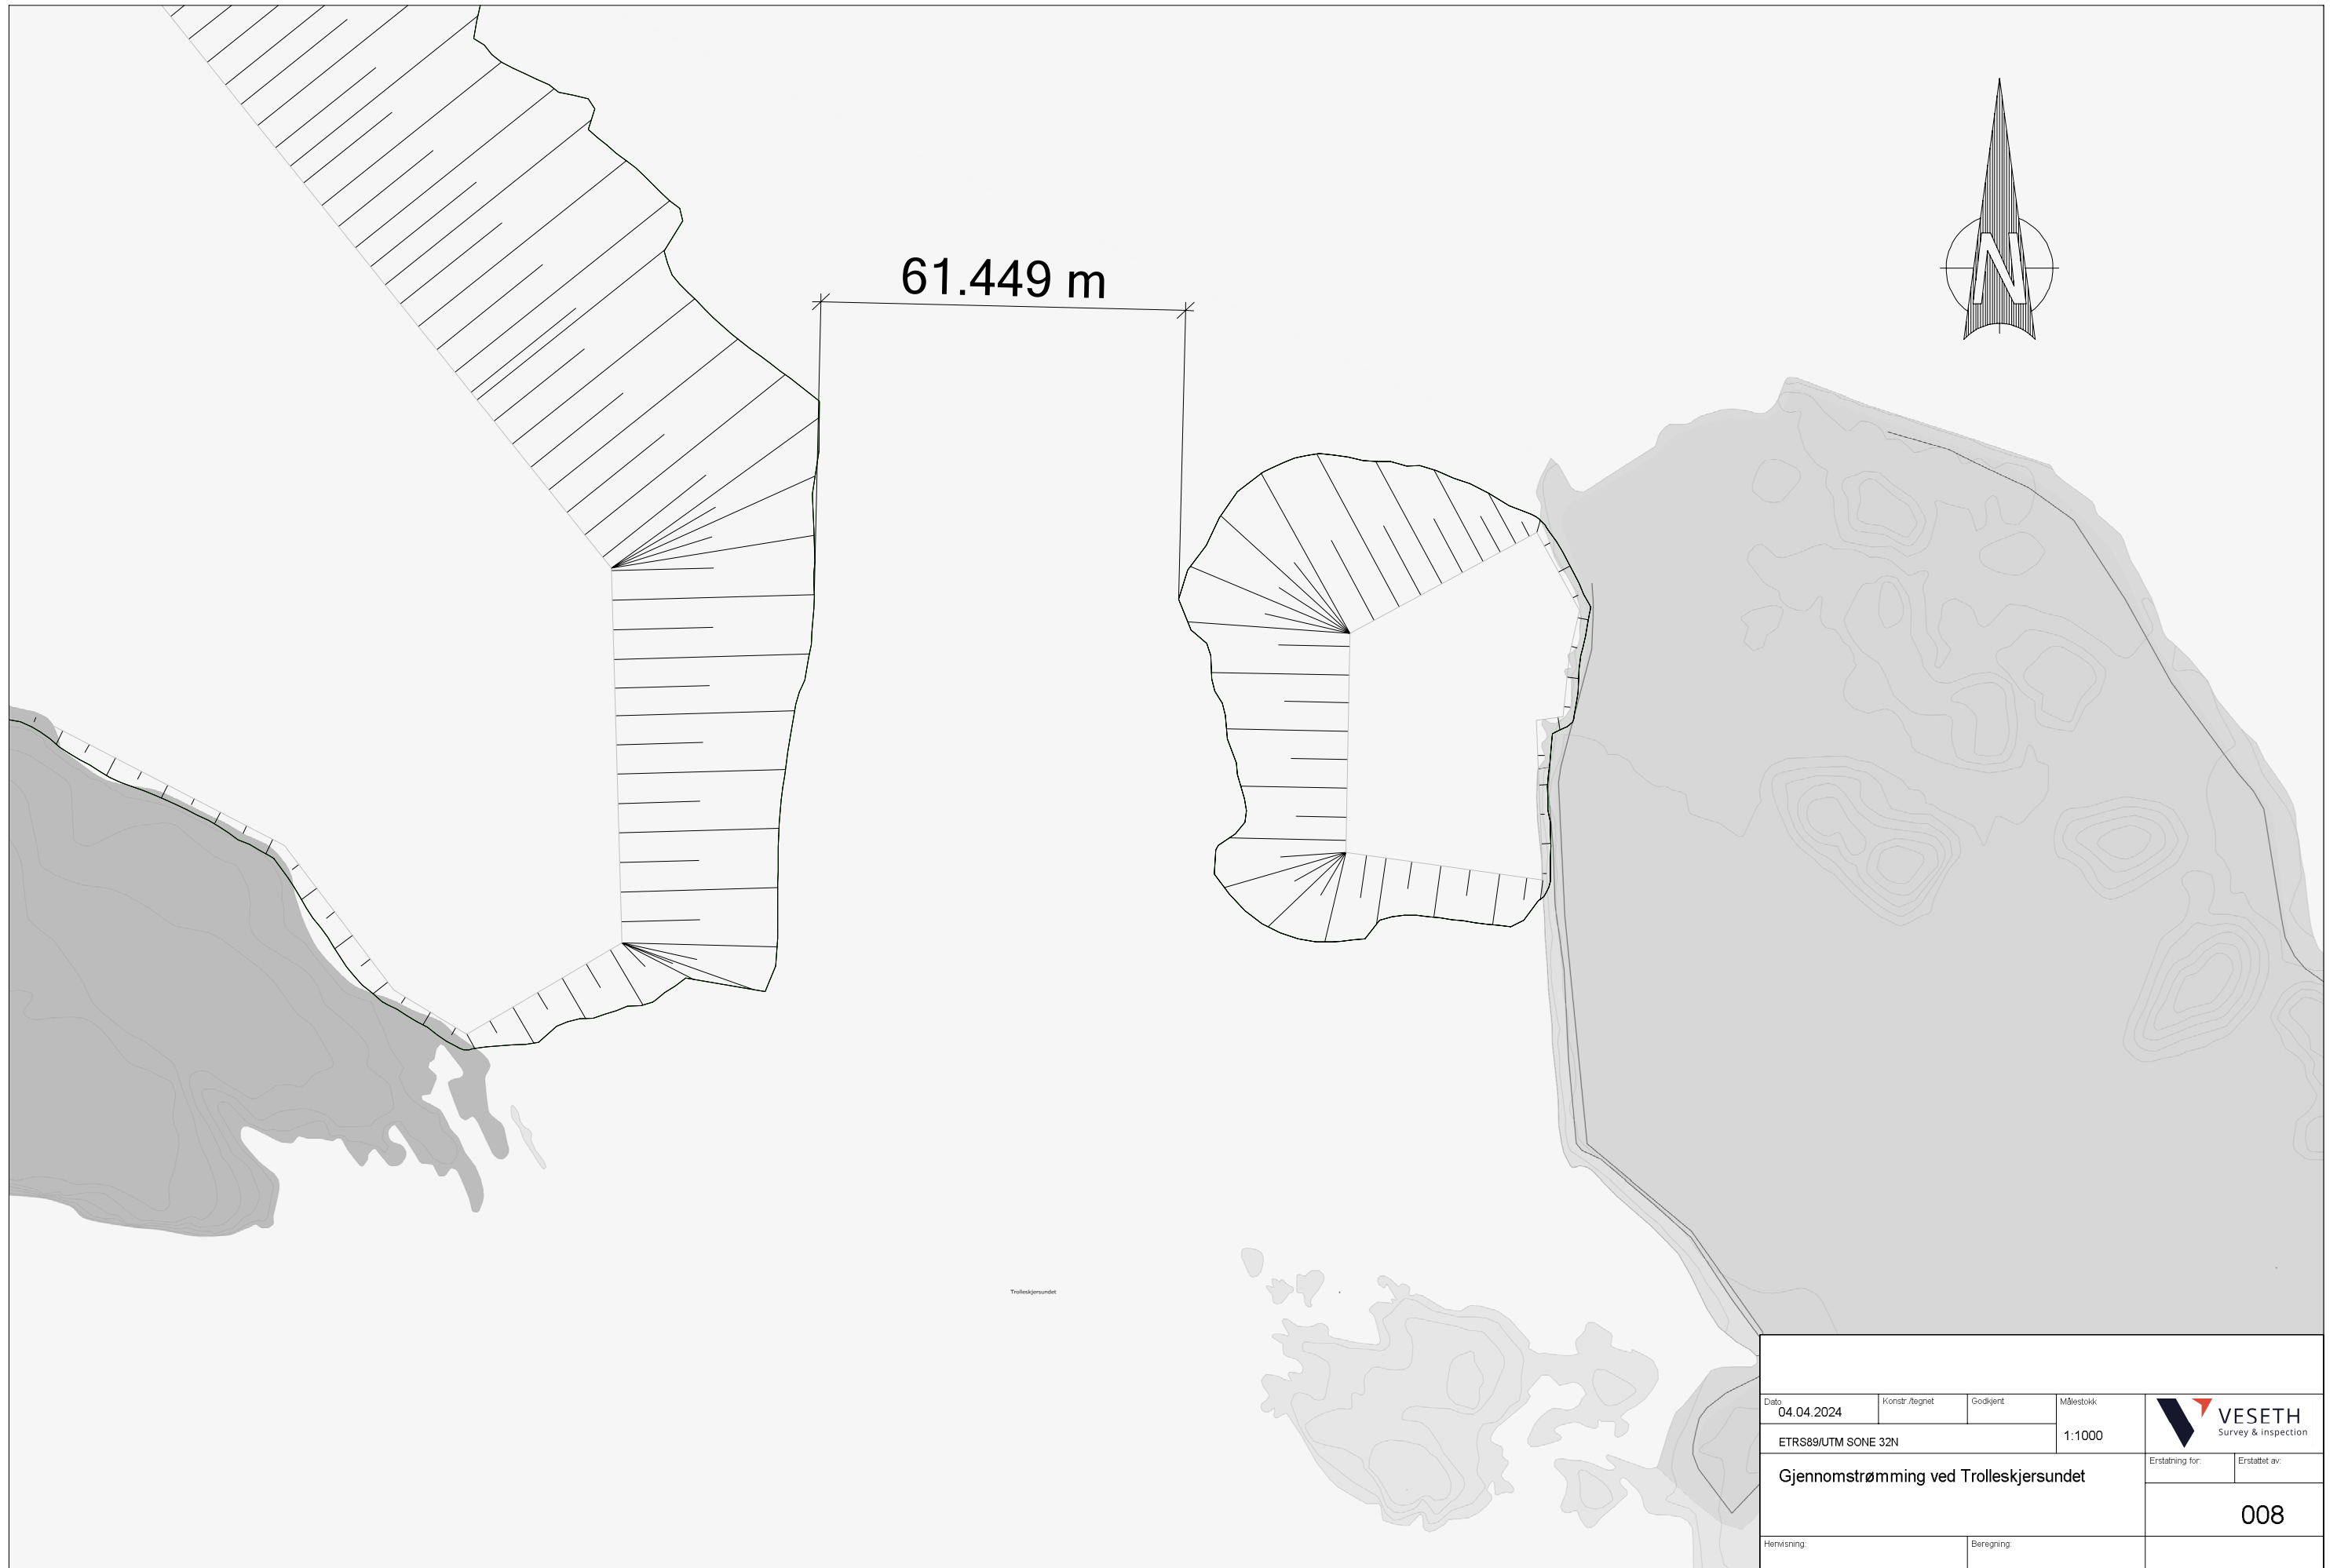 61.449 m
N
Trolleskjersundet
Dato
04.04.2024
Konstr./tegnet
Godkjent
Målestokk
1:1000
VESETH
Survey & inspection
ETRS89/UTM SONE 32N
Gjennomstrømming ved Trolleskjersundet
Erstatning for:
Erstattet av:
008
Henvisning:
Beregning: